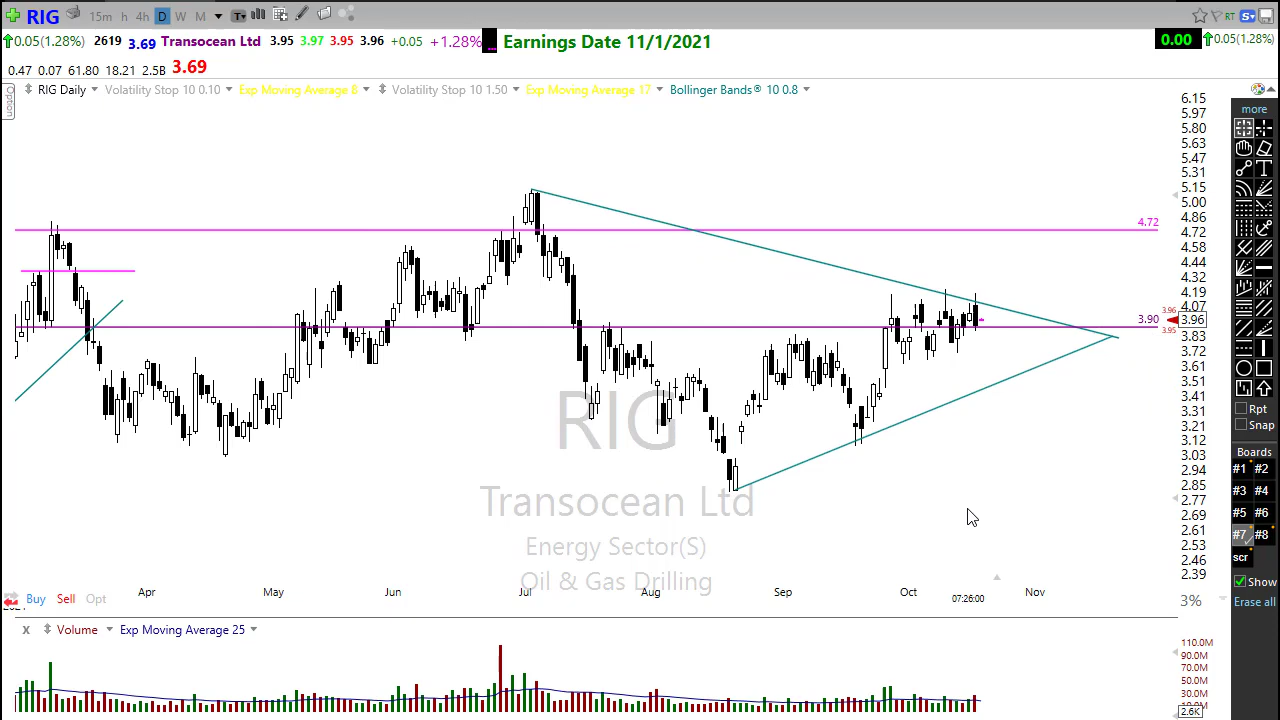 RIG 15m h 4h D W M T RT S
0.05(1.28%) 2619 3.69 Transocean Ltd 3.95 3.97 3.95 3.96 +0.05 +1.28% Earnings Date 11/1/2021 0.00 0.05(1.28%)
0.47 0.07 61.80 18.21 2.5B 3.69
Option RIG Daily Volatility Stop 10 0.10 Exp Moving Average 8 Volatility Stop 10 1.50 Exp Moving Average 17 Bollinger Bands® 10 0.8
more
6.15
5.97
5.80
5.63
5.47
5.31
5.15
5.00
4.86
4.72
4.72
4.58
4.44
4.32
4.19
4.07
3.90
3.96
3.95
3.96
3.83
3.72
3.61
3.51
3.41
3.31
3.21
3.12
3.03
2.94
2.85
2.77
2.69
2.61
2.53
2.46
2.39
RIG
Transocean Ltd
Energy Sector(S)
Oil & Gas Drilling
T
Rpt
Snap
Boards
#1 #2
#3 #4
#5 #6
#7 #8
scr
Show
Erase all
Buy Sell Opt
Apr May Jun Jul Aug Sep Oct Nov
07:26:00
3%
X Volume Exp Moving Average 25
110.0M
90.0M
70.0M
50.0M
30.0M
2.6K